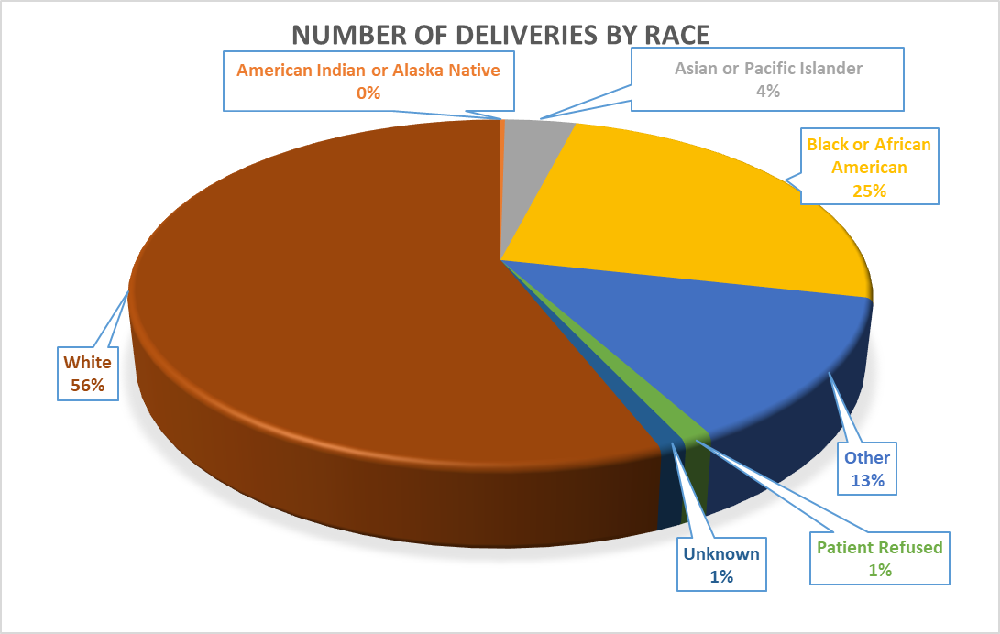 NUMBER OF DELIVERIES BY RACE
American Indian or Alaska Native
0%
Asian or Pacific Islander
4%
Black or African
American
25%
White
56%
Other
13%
Unknown
1%
Patient Refused
1%